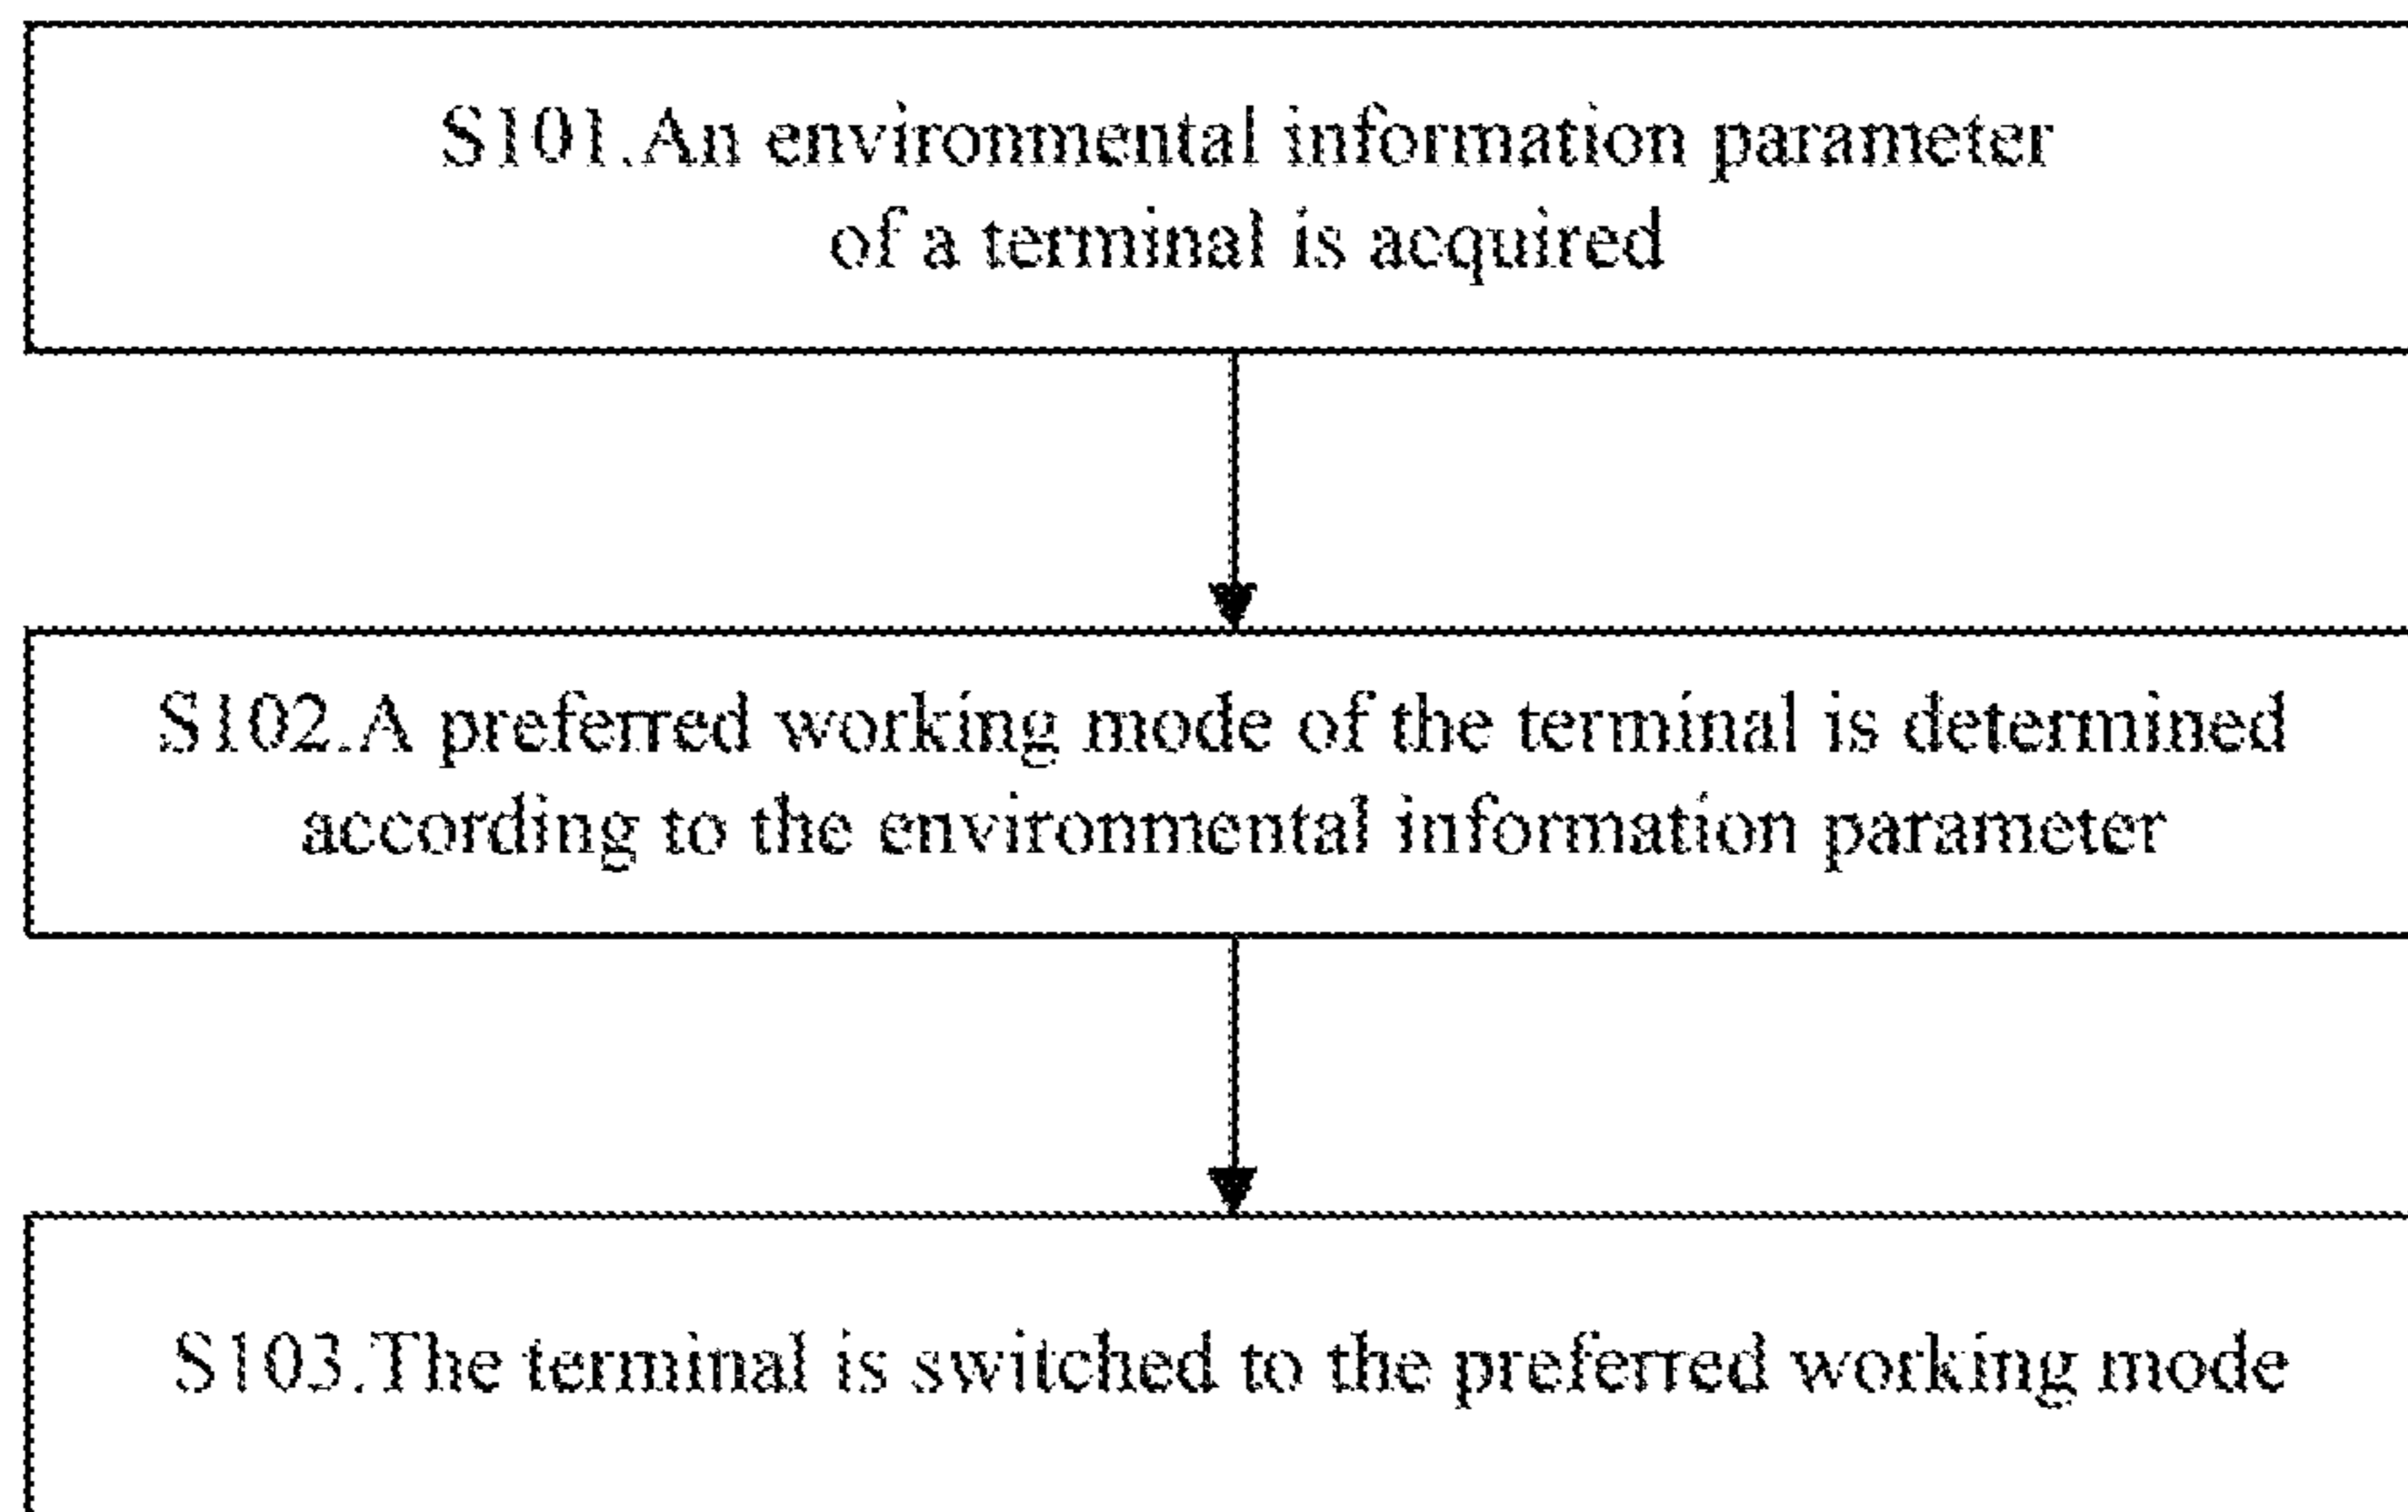 S101.An environmental information parameter
of a terminal is acquired
S102.A preferred working mode of the terminal is determined
according to the environmental information parameter
S103.The terminal is switched to the preferred working mode